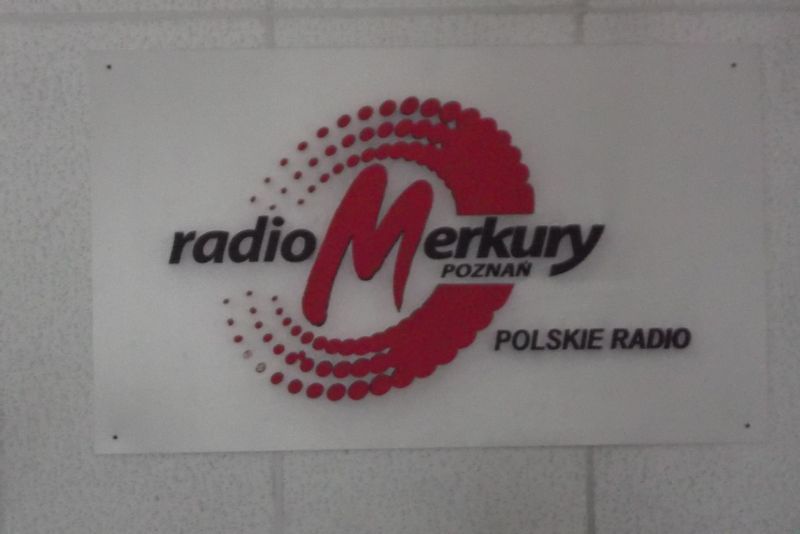 radio Merkury
POZNAŃ
POLSKIE RADIO